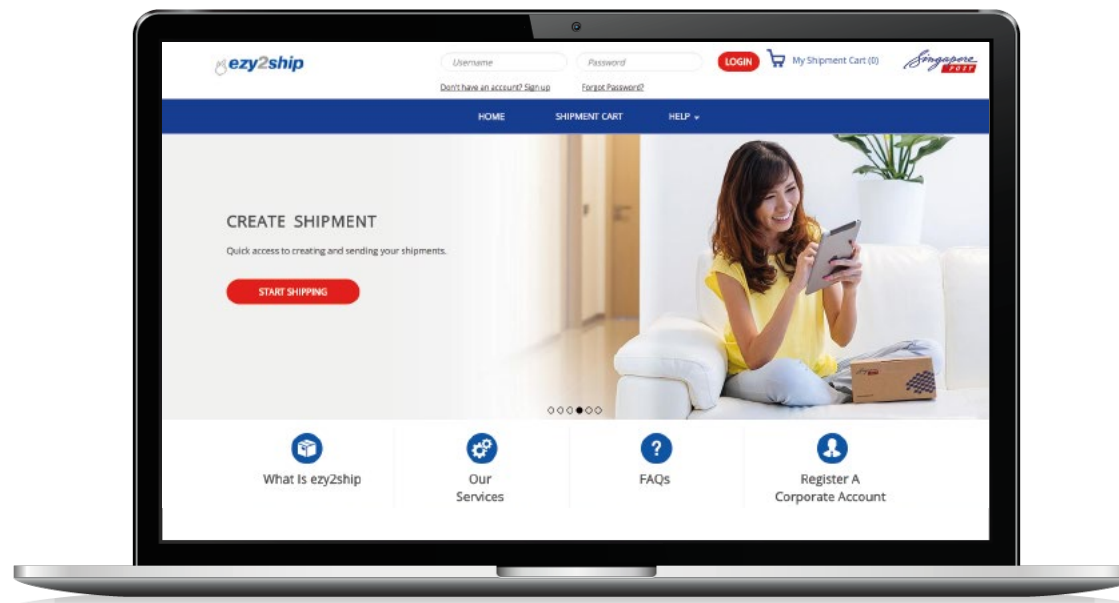 ezy2ship
Username
Password
LOGIN
My Shipment Cart (0)
Singapore
POST
Don't have an account? Sign up
Forgot Password?
HOME
SHIPMENT CART
HELP
CREATE SHIPMENT
Quick access to creating and sending your shipments.
START SHIPPING
What Is ezy2ship
Our
Services
?
FAQs
Register A
Corporate Account